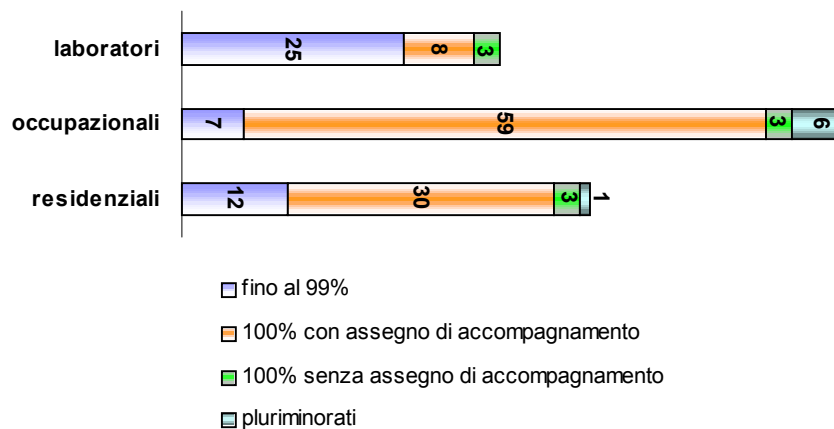 laboratori
25 8 3
occupazionali
7 59 3 6
residenziali
12 30 3 1
fino al 99%
100% con assegno di accompagnamento
100% senza assegno di accompagnamento
pluriminorati